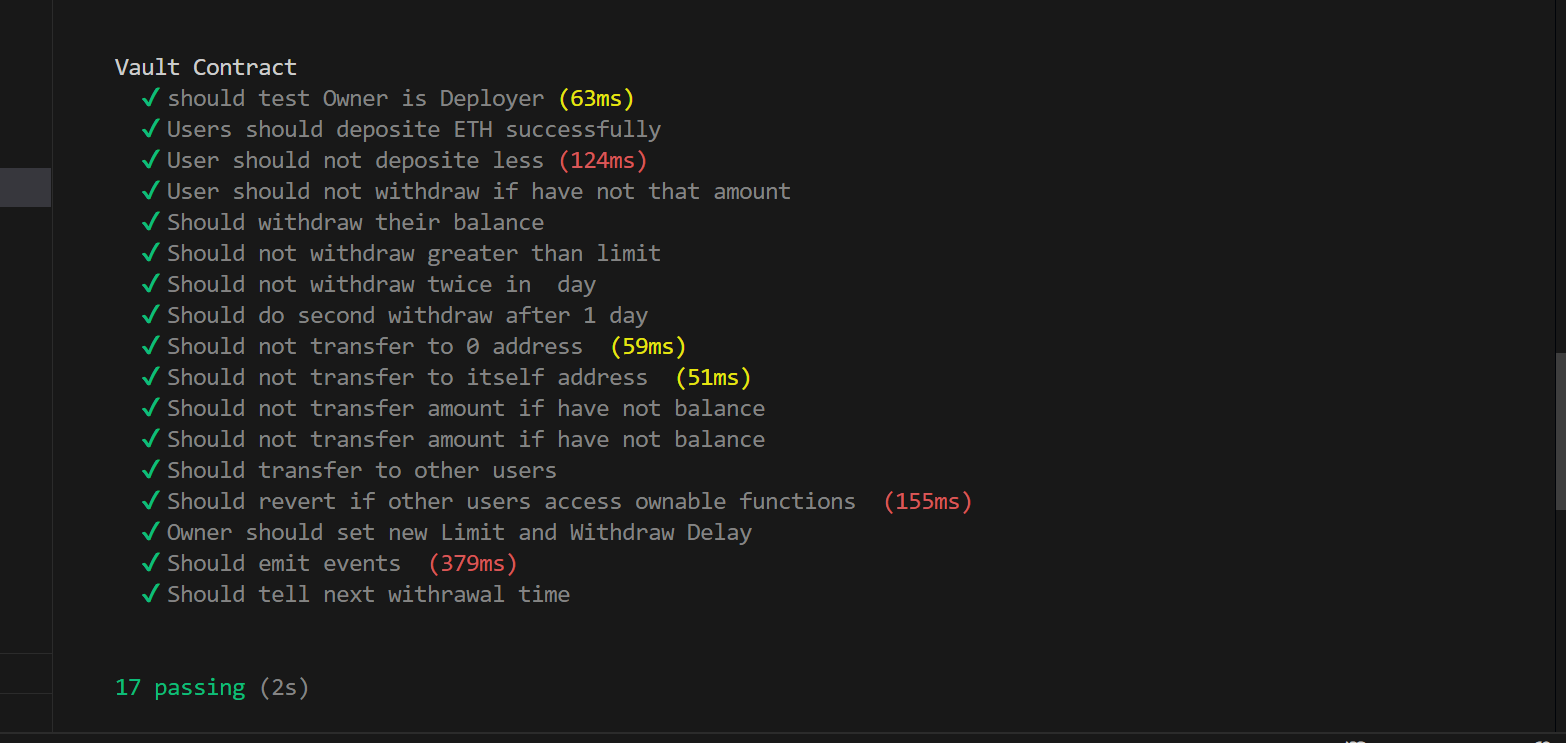 Vault Contract
✓ should test Owner is Deployer (63ms)
✓ Users should deposite ETH successfully
✓ User should not deposite less (124ms)
✓ User should not withdraw if have not that amount
✓ Should withdraw their balance
✓ Should not withdraw greater than limit
✓ Should not withdraw twice in  day
✓ Should do second withdraw after 1 day
✓ Should not transfer to 0 address  (59ms)
✓ Should not transfer to itself address  (51ms)
✓ Should not transfer amount if have not balance
✓ Should not transfer amount if have not balance
✓ Should transfer to other users
✓ Should revert if other users access ownable functions  (155ms)
✓ Owner should set new Limit and Withdraw Delay
✓ Should emit events  (379ms)
✓ Should tell next withrawal time
17 passing (2s)